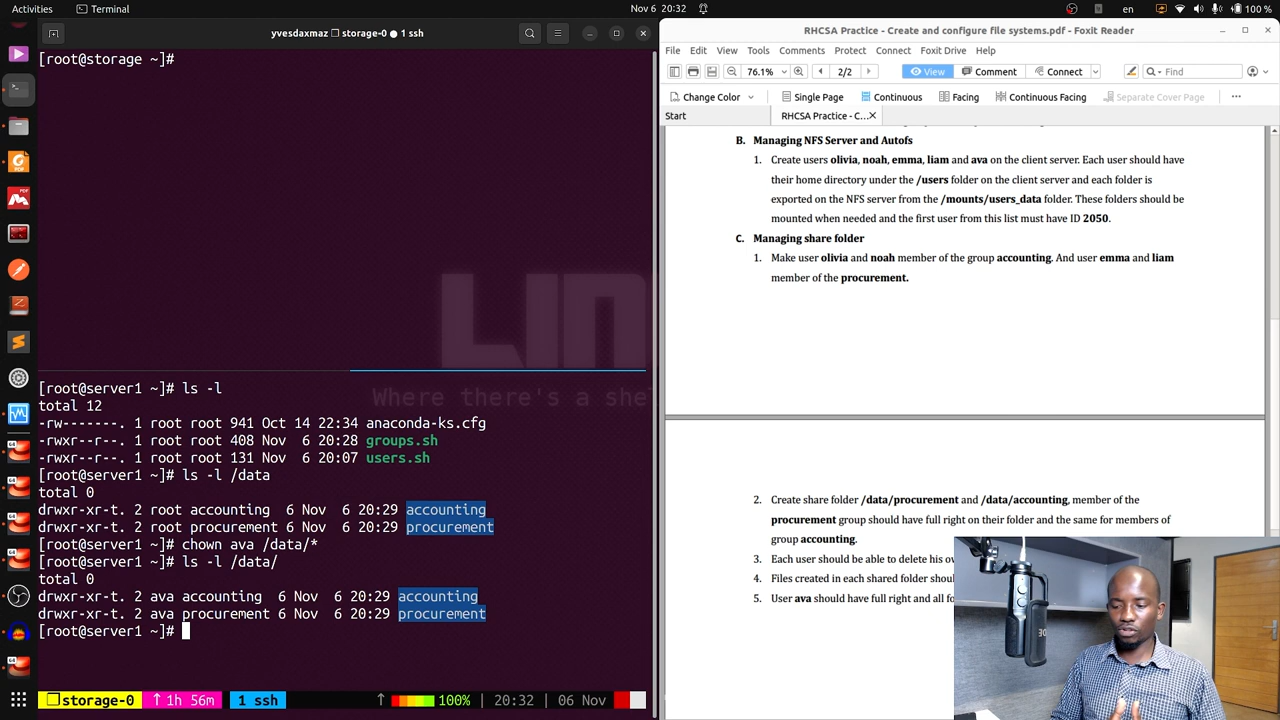 Activities
Nov 6 20:32
100%
yvesdaxmaz | storage-0 ● 1 ssh
[root@storage ~]#
Where there's a she
[root@server1 ~]# ls -l
total 12
-rw-------. 1 root root 941 Oct 14 22:34 anaconda-ks.cfg
-rwxr--r--. 1 root root 408 Nov  6 20:28 groups.sh
-rwxr--r--. 1 root root 131 Nov  6 20:07 users.sh
[root@server1 ~]# ls -l /data
total 0
drwxr-xr-t. 2 root accounting  6 Nov  6 20:29 accounting
drwxr-xr-t. 2 root procurement 6 Nov  6 20:29 procurement
[root@server1 ~]# chown ava /data/*
[root@server1 ~]# ls -l /data/
total 0
drwxr-xr-t. 2 ava accounting  6 Nov  6 20:29 accounting
drwxr-xr-t. 2 ava procurement 6 Nov  6 20:29 procurement
[root@server1 ~]#
storage-0 ↑ 1h 56m 1 ssh ↑ 100% | 20:32 | 06 Nov
RHCSA Practice - Create and configure file systems.pdf - Foxit Reader
File Edit View Tools Comments Protect Connect Foxit Drive Help
76.1% 2/2 View Comment Connect Find
Change Color Single Page Continuous Facing Continuous Facing Separate Cover Page
Start RHCSA Practice - C...
B. Managing NFS Server and Autofs
1. Create users olivia, noah, emma, liam and ava on the client server. Each user should have
their home directory under the /users folder on the client server and each folder is
exported on the NFS server from the /mounts/users_data folder. These folders should be
mounted when needed and the first user from this list must have ID 2050.
C. Managing share folder
1. Make user olivia and noah member of the group accounting. And user emma and liam
member of the procurement.
2. Create share folder /data/procurement and /data/accounting, member of the
procurement group should have full right on their folder and the same for members of
group accounting.
3. Each user should be able to delete his
4. Files created in each shared folder
5. User ava should have full right and all